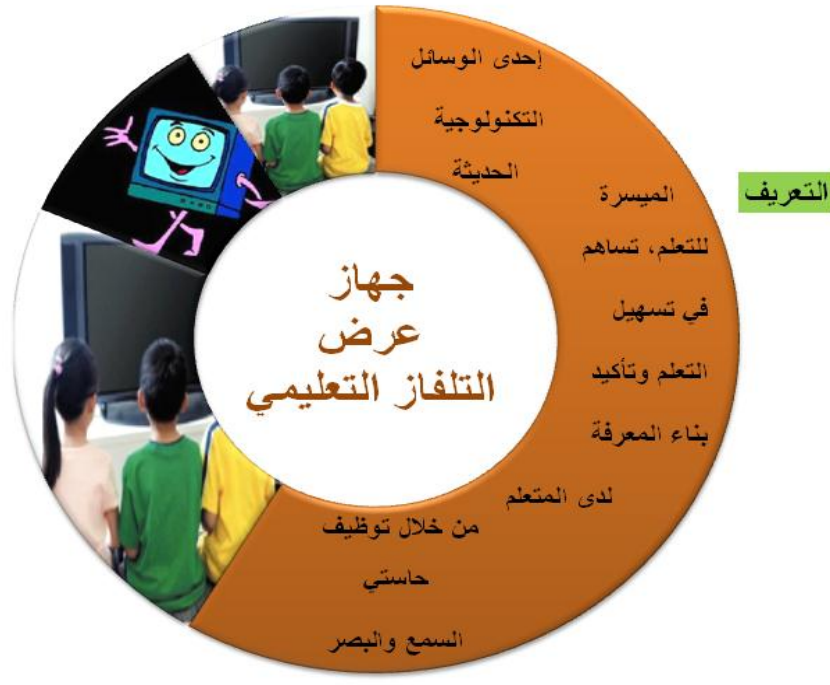 التعريف
إحدى الوسائل
التكنولوجية
الحديثة
الميسرة
للتعلم، تساهم
في تسهيل
التعلم وتأكيد
بناء المعرفة
لدى المتعلم
من خلال توظيف
حاستي
السمع والبصر
جهاز
عرض
التلفاز التعليمي